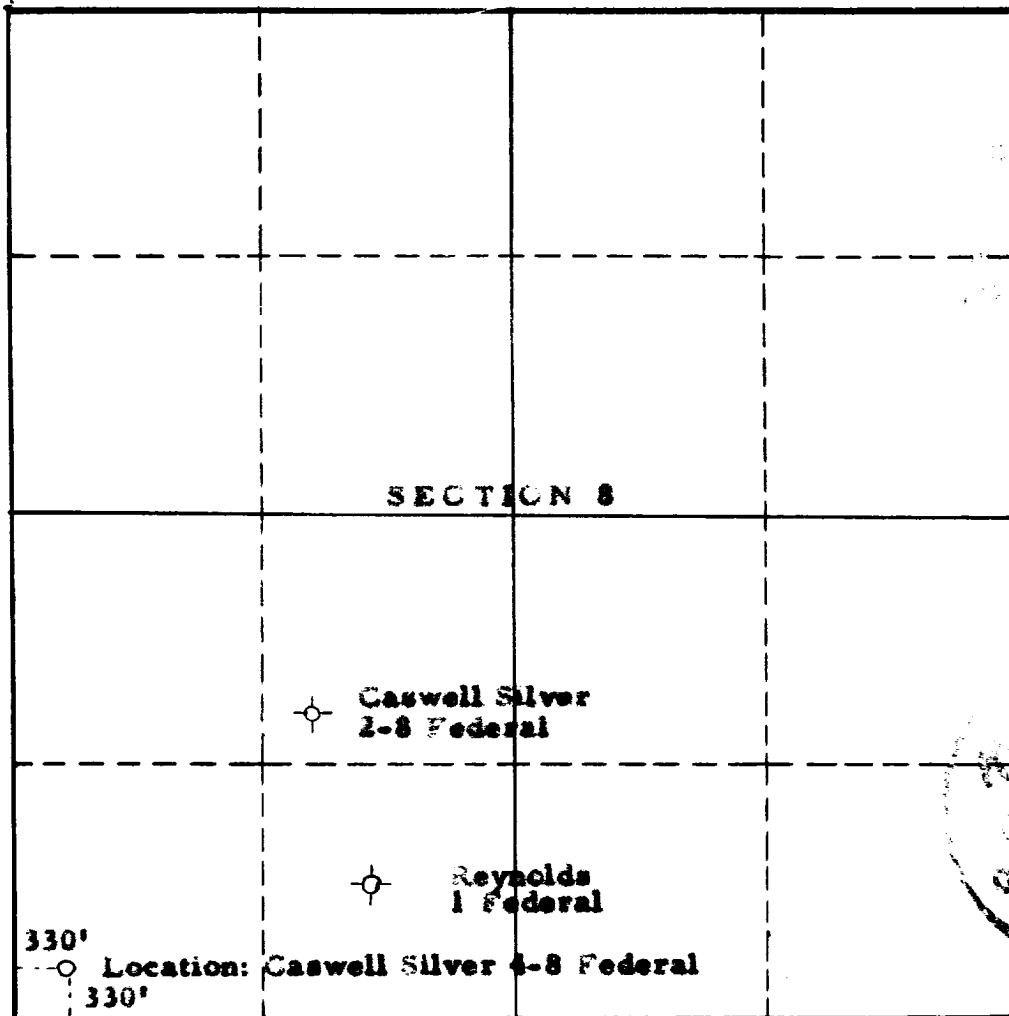 SECTION 8
Caswell Silver
2-8 Federal
Reynolds
1 Federal
330'
Location: Caswell Silver 4-8 Federal
330'